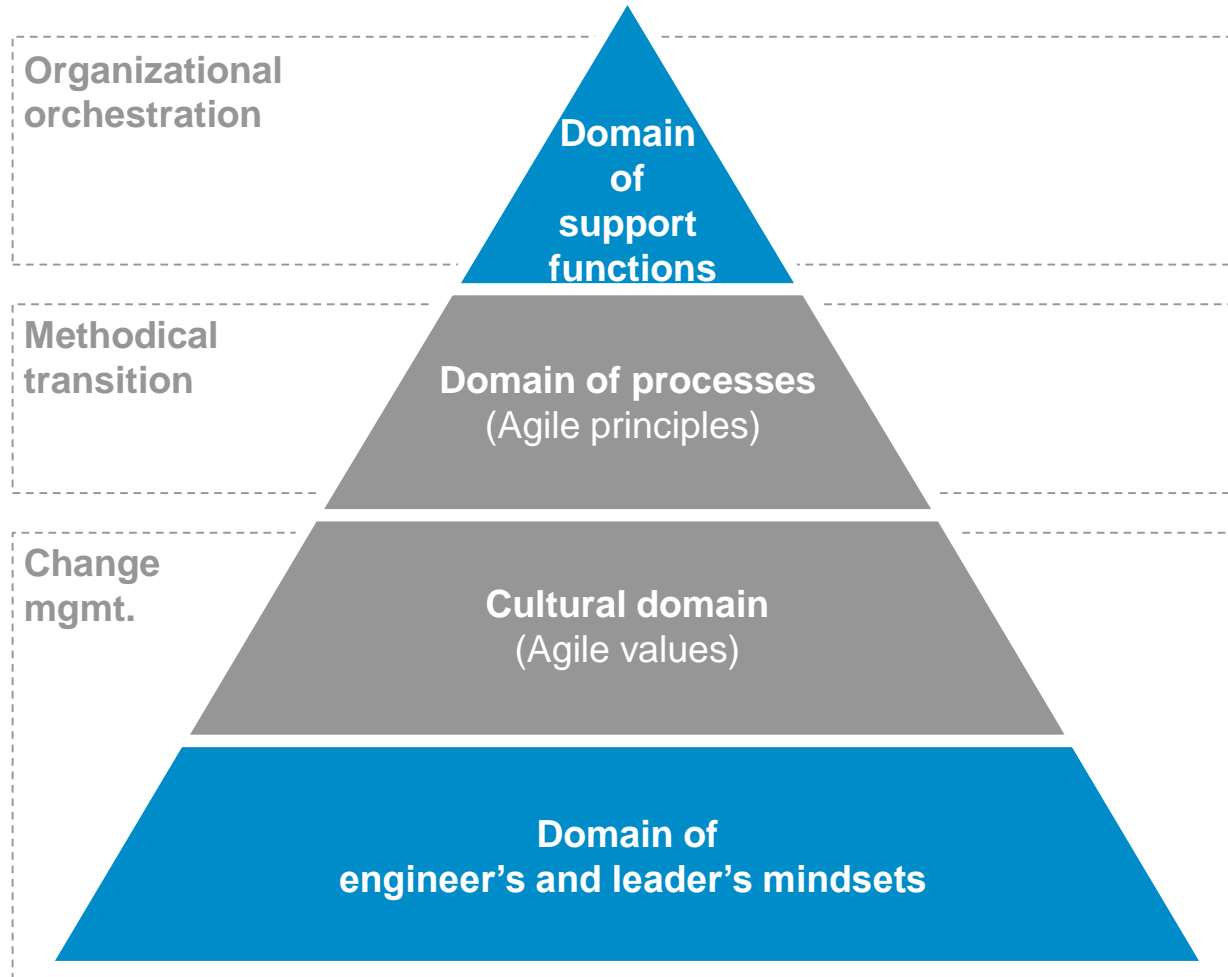 Organizational
orchestration
Domain
of
support
functions
Methodical
transition
Domain of processes
(Agile principles)
Change
mgmt.
Cultural domain
(Agile values)
Domain of
engineer’s and leader’s mindsets